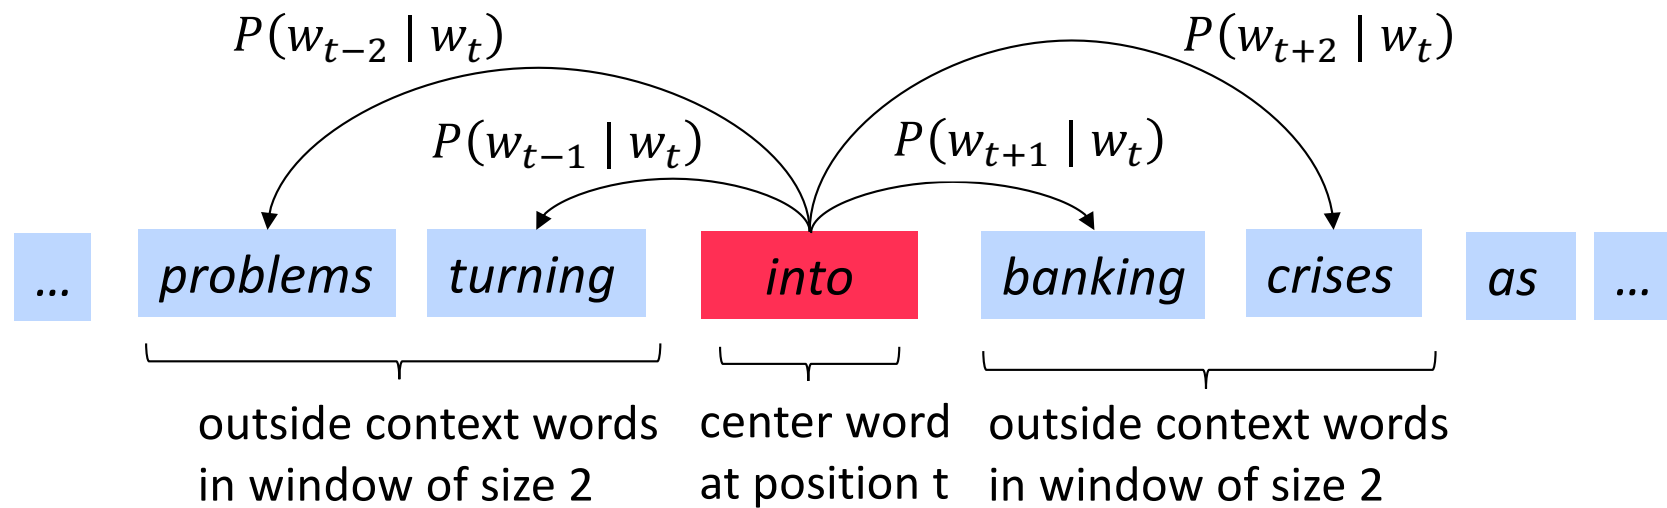 P(w_{t−2} | w_t) P(w_{t+2} | w_t)
P(w_{t−1} | w_t) P(w_{t+1} | w_t)
... problems turning into banking crises as ...
outside context words center word outside context words
in window of size 2 at position t in window of size 2